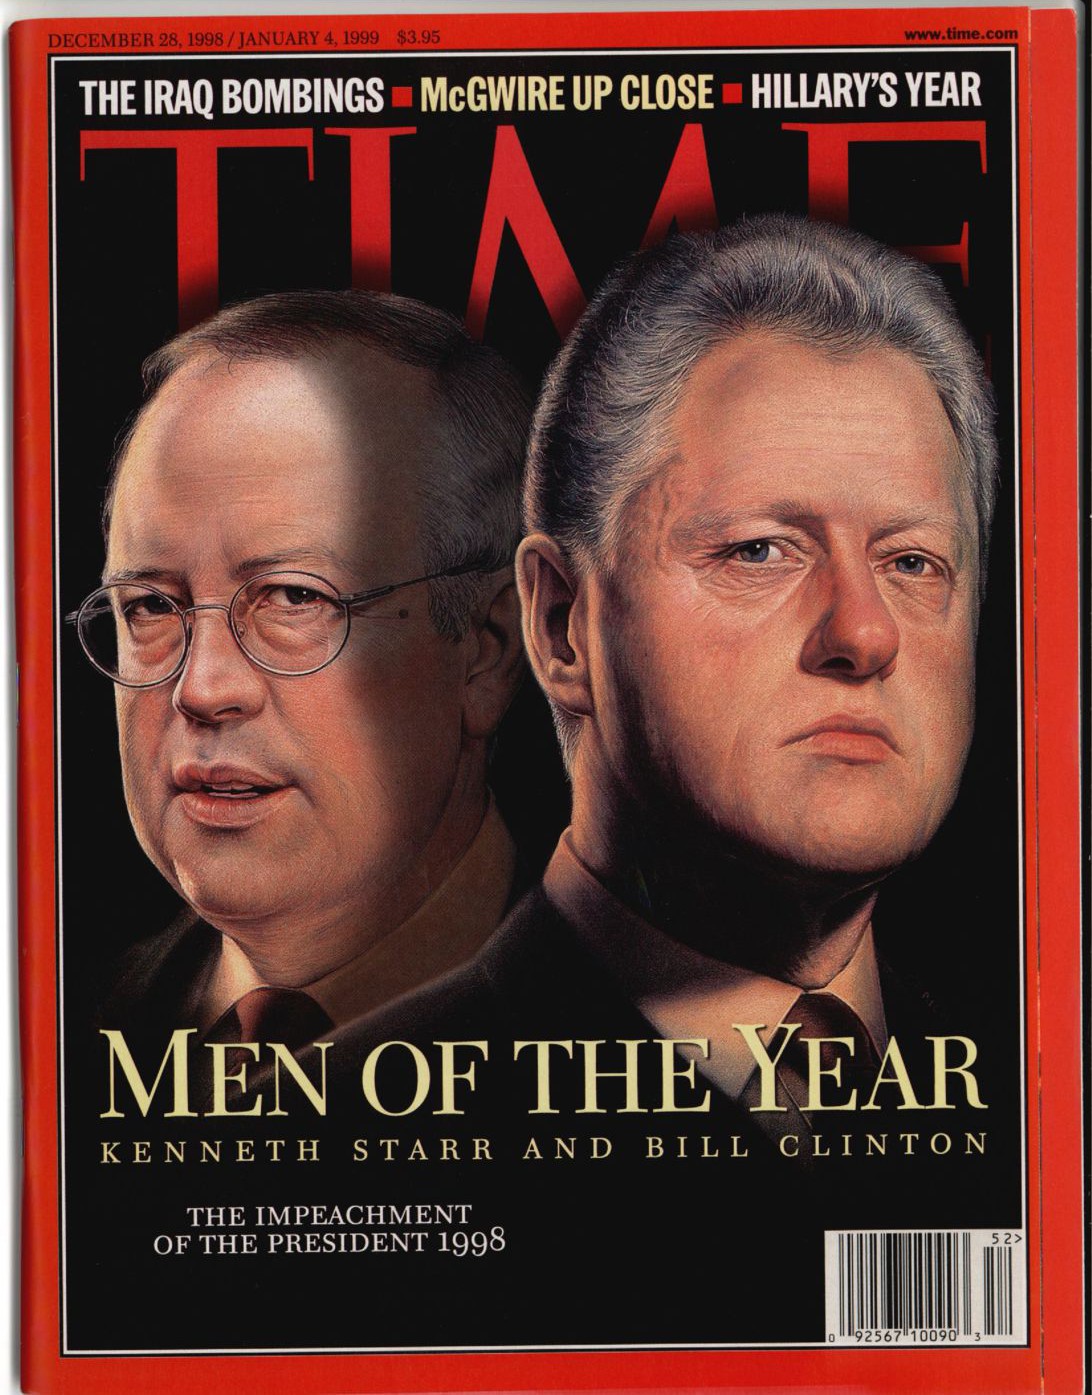 DECEMBER 28, 1998 / JANUARY 4, 1999 $3.95
www.time.com
THE IRAQ BOMBINGS ■ McGWIRE UP CLOSE ■ HILLARY'S YEAR
TIME
MEN OF THE YEAR
KENNETH STARR AND BILL CLINTON
THE IMPEACHMENT
OF THE PRESIDENT 1998
52>
0 92567 10090 3